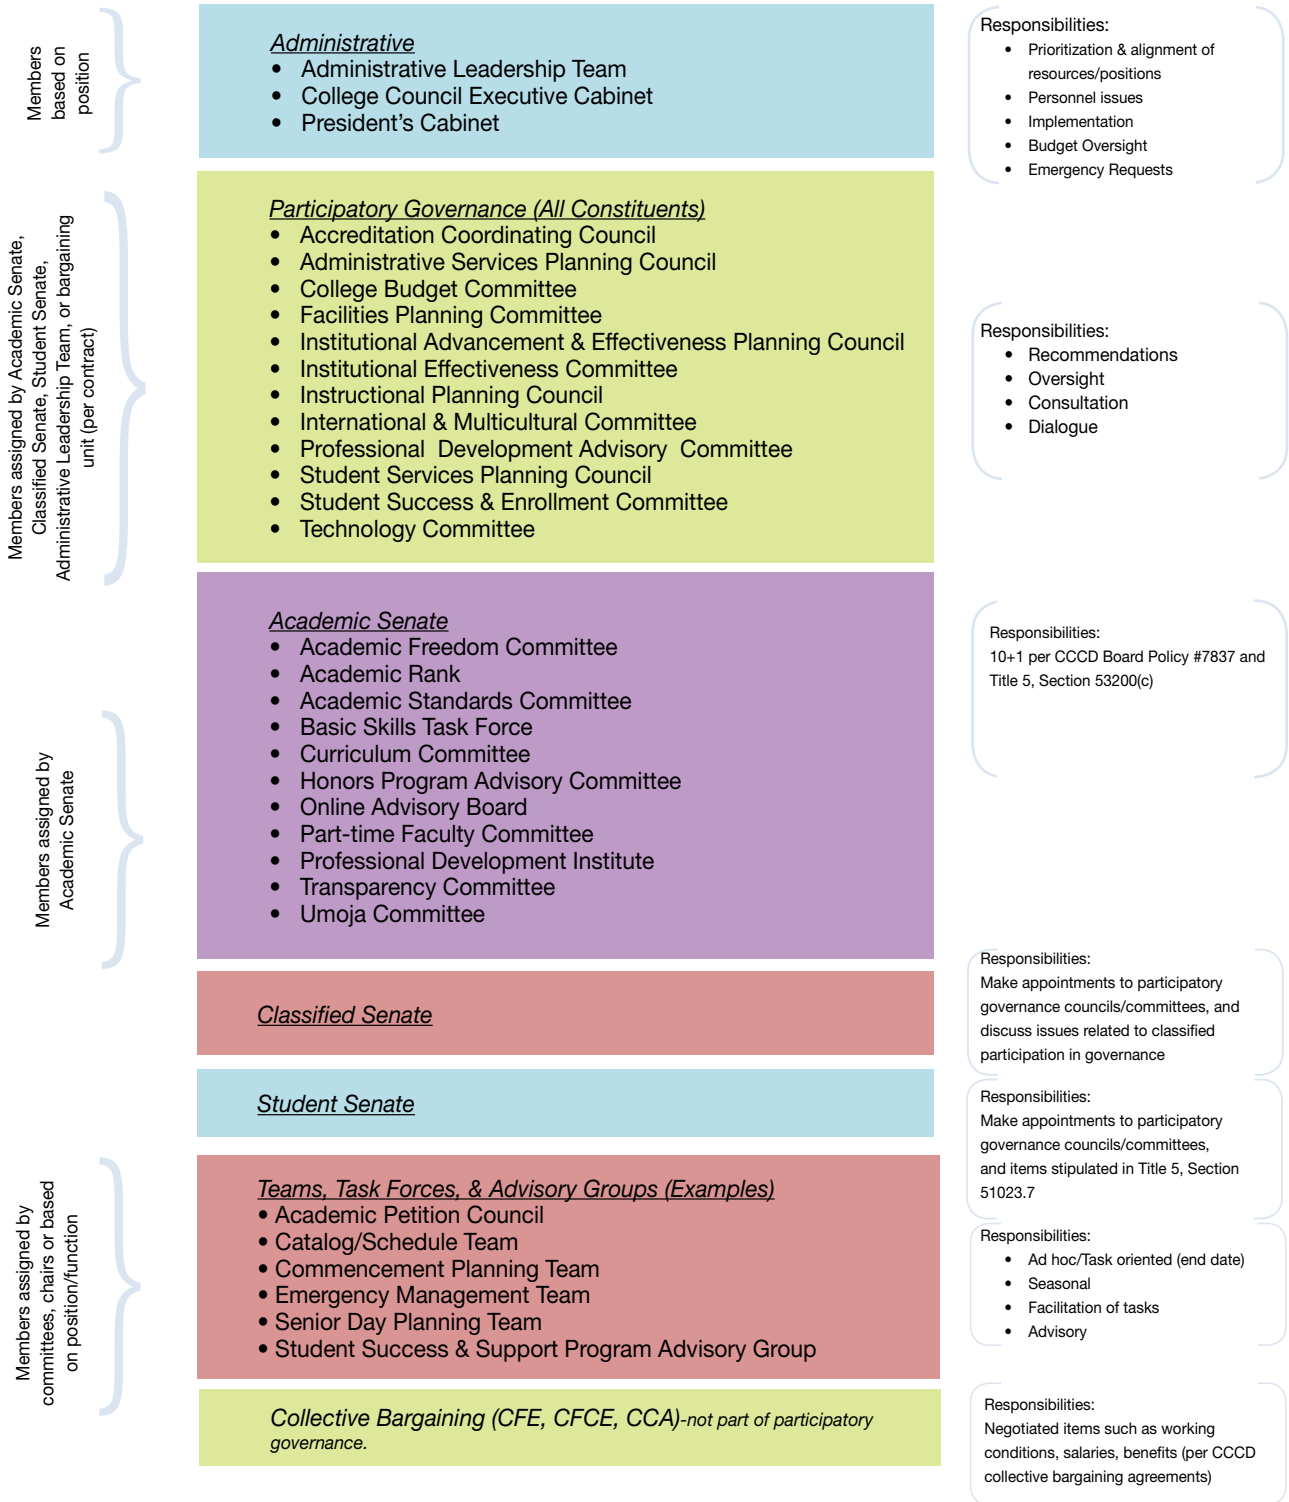 Members
based on
position
Administrative
• Administrative Leadership Team
• College Council Executive Cabinet
• President’s Cabinet
Responsibilities:
• Prioritization & alignment of
resources/positions
• Personnel issues
• Implementation
• Budget Oversight
• Emergency Requests
Members assigned by Academic Senate,
Classified Senate, Student Senate,
Administrative Leadership Team, or bargaining
unit (per contract)
Participatory Governance (All Constituents)
• Accreditation Coordinating Council
• Administrative Services Planning Council
• College Budget Committee
• Facilities Planning Committee
• Institutional Advancement & Effectiveness Planning Council
• Institutional Effectiveness Committee
• Instructional Planning Council
• International & Multicultural Committee
• Professional Development Advisory Committee
• Student Services Planning Council
• Student Success & Enrollment Committee
• Technology Committee
Responsibilities:
• Recommendations
• Oversight
• Consultation
• Dialogue
Members assigned by
Academic Senate
Academic Senate
• Academic Freedom Committee
• Academic Rank
• Academic Standards Committee
• Basic Skills Task Force
• Curriculum Committee
• Honors Program Advisory Committee
• Online Advisory Board
• Part-time Faculty Committee
• Professional Development Institute
• Transparency Committee
• Umoja Committee
Responsibilities:
10+1 per CCCD Board Policy #7837 and
Title 5, Section 53200(c)
Classified Senate
Responsibilities:
Make appointments to participatory
governance councils/committees, and
discuss issues related to classified
participation in governance
Student Senate
Responsibilities:
Make appointments to participatory
governance councils/committees,
and items stipulated in Title 5, Section
51023.7
Members assigned by
committees, chairs or based
on position/function
Teams, Task Forces, & Advisory Groups (Examples)
• Academic Petition Council
• Catalog/Schedule Team
• Commencement Planning Team
• Emergency Management Team
• Senior Day Planning Team
• Student Success & Support Program Advisory Group
Responsibilities:
• Ad hoc/Task oriented (end date)
• Seasonal
• Facilitation of tasks
• Advisory
Collective Bargaining (CFE, CFCE, CCA)-not part of participatory
governance.
Responsibilities:
Negotiated items such as working
conditions, salaries, benefits (per CCCD
collective bargaining agreements)